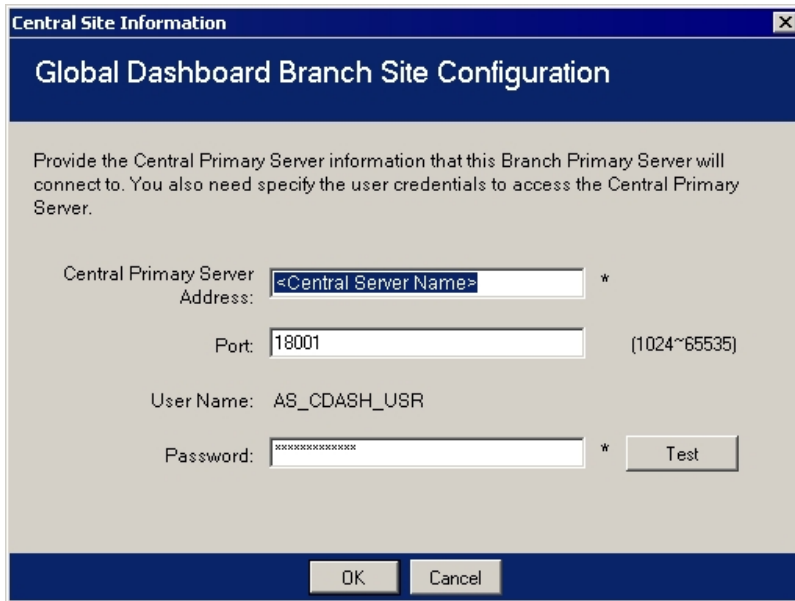 Central Site Information
Global Dashboard Branch Site Configuration
Provide the Central Primary Server information that this Branch Primary Server will
connect to. You also need specify the user credentials to access the Central Primary
Server.
Central Primary Server
Address:
<Central Server Name>
*
Port:
18001
(1024~65535)
User Name:
AS_CDASH_USR
Password:
*************
*
Test
OK
Cancel